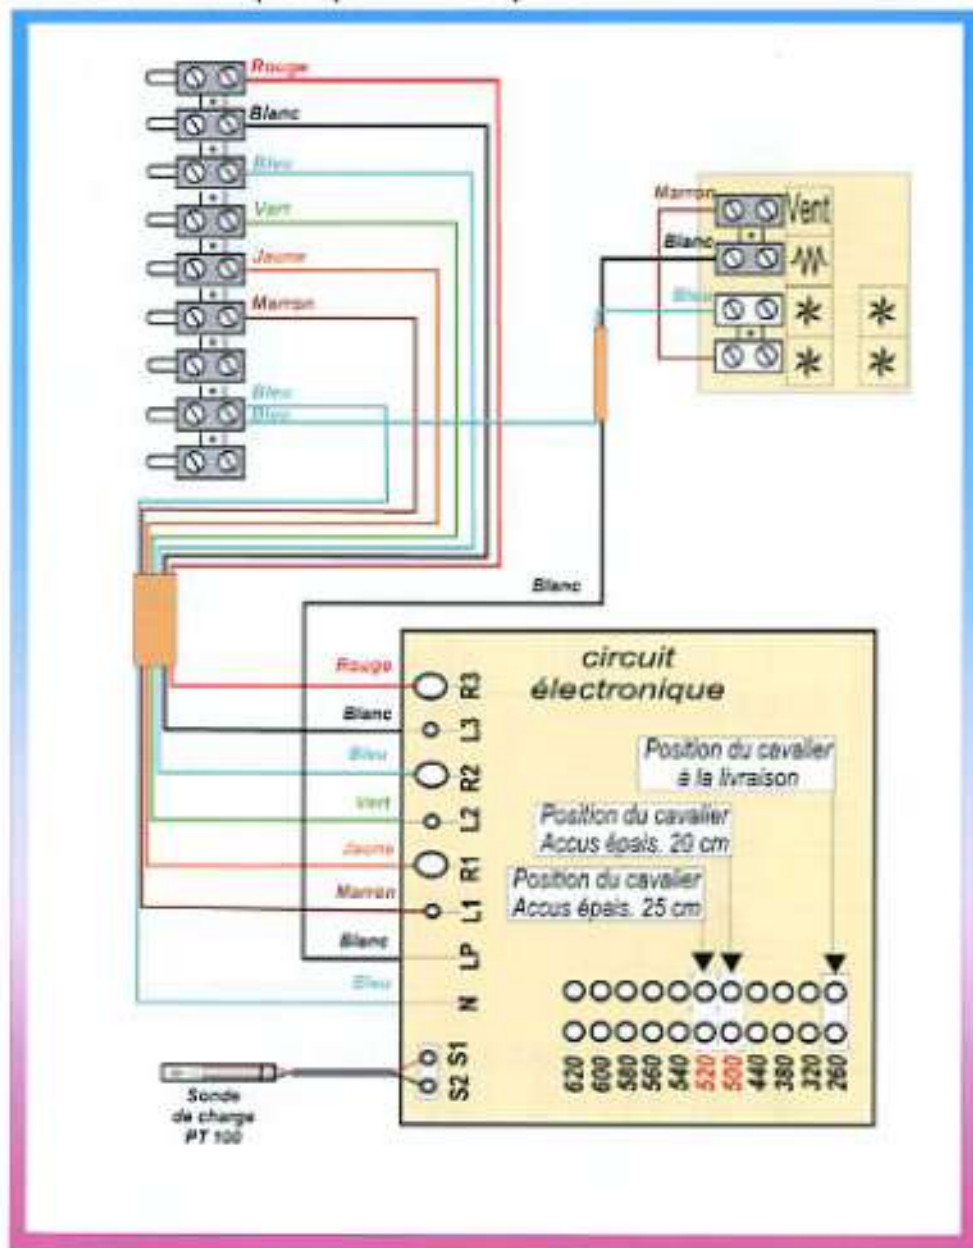 Rouge
Blanc
Bleu
Vert
Jaune
Marron
Bleu
Bleu
Marron
Vent
Blanc
Bleu
Blanc
circuit
électronique
Rouge
R3
Blanc
L3
Bleu
R2
Vert
L2
Jaune
R1
Marron
L1
Blanc
LP
Bleu
N
S1
S2
Position du cavalier
à la livraison
Position du cavalier
Accus épais. 20 cm
Position du cavalier
Accus épais. 25 cm
620 600 580 560 540 520 500 440 380 320 260
Sonde
de charge
PT 100